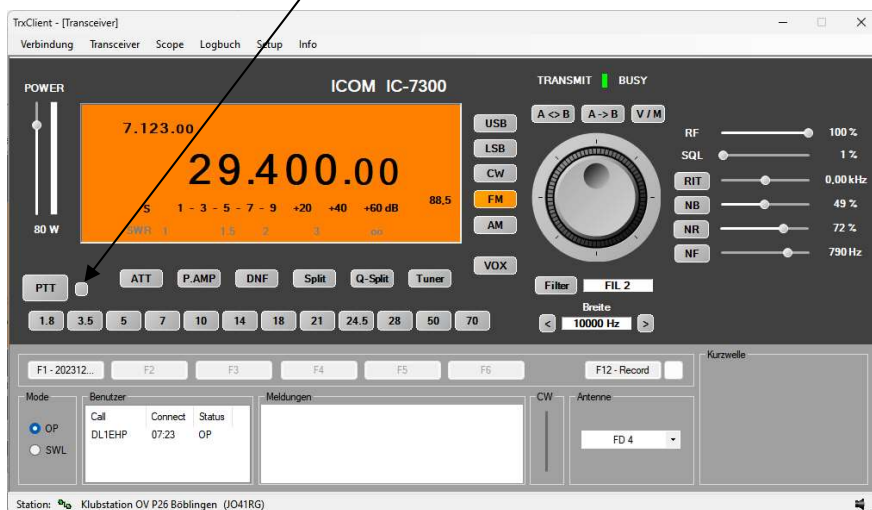 TrxClient - [Transceiver]
Verbindung Transceiver Scope Logbuch Setup Info
POWER
ICOM IC-7300
TRANSMIT BUSY
7.123.00
29.400.00
S 1 - 3 - 5 - 7 - 9 +20 +40 +60 dB 88,5
SWR 1 1.5 2 3 oo
80 W
USB
LSB
CW
FM
AM
VOX
A <> B A -> B V / M
RF 100 %
SQL 1 %
RIT 0,00 kHz
NB 49 %
NR 72 %
NF 790 Hz
PTT
ATT P.AMP DNF Split Q-Split Tuner
Filter FIL 2
Breite
< 10000 Hz >
1.8 3.5 5 7 10 14 18 21 24.5 28 50 70
F1 - 202312... F2 F3 F4 F5 F6 F12 - Record
Kurzwelle
Mode
OP
SWL
Benutzer
Call Connect Status
DL1EHP 07:23 OP
Meldungen
CW
Antenne
FD 4
Station: Klubstation OV P26 Böblingen (JO41RG)